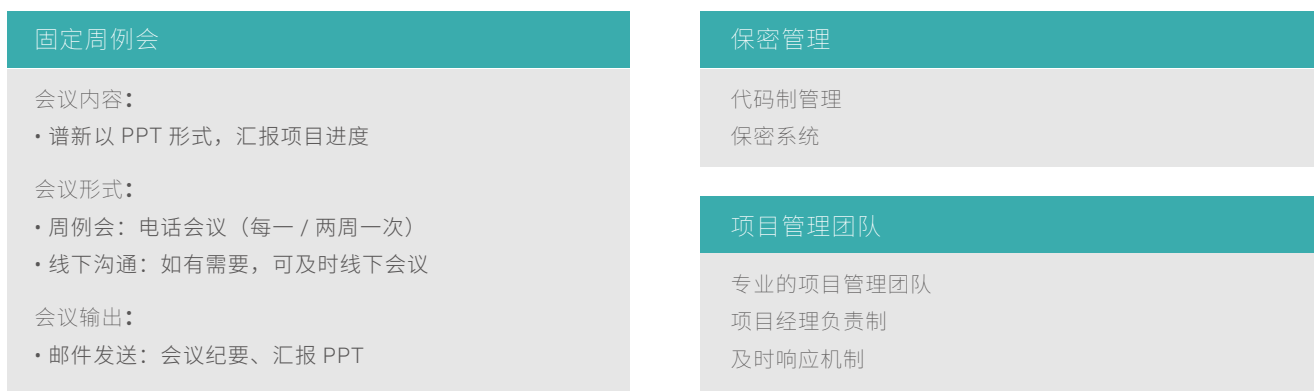 固定周例会
会议内容：
• 谱新以 PPT 形式，汇报项目进度
会议形式：
• 周例会：电话会议（每一 / 两周一次）
• 线下沟通：如有需要，可及时线下会议
会议输出：
• 邮件发送：会议纪要、汇报 PPT
保密管理
代码制管理
保密系统
项目管理团队
专业的项目管理团队
项目经理负责制
及时响应机制